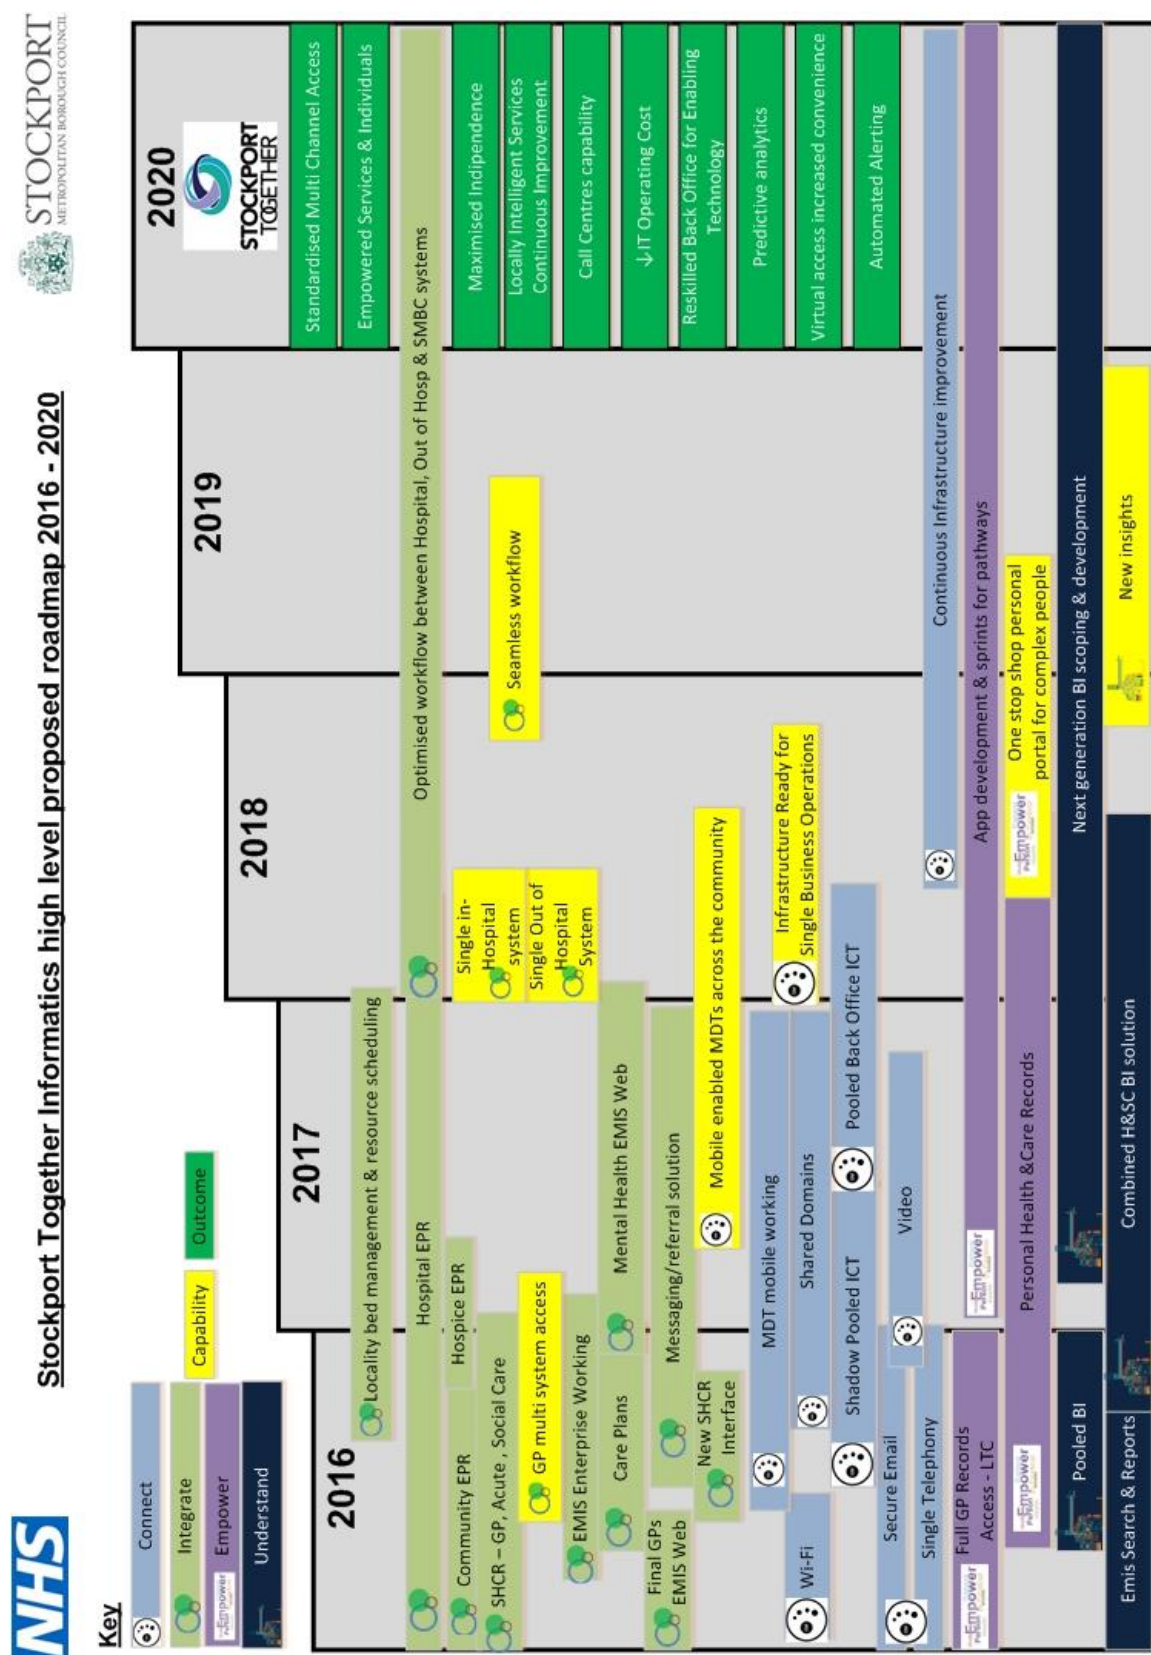 NHS
Stockport Together Informatics high level proposed roadmap 2016 - 2020
STOCKPORT
METROPOLITAN BOROUGH COUNCIL
Key
Connect
Integrate
Empower
Understand
Capability
Outcome
2016
2017
2018
2019
2020
STOCKPORT
TOGETHER
Standardised Multi Channel Access
Empowered Services & Individuals
Locality bed management & resource scheduling
Hospital EPR
Optimised workflow between Hospital, Out of Hosp & SMBC systems
Community EPR
Hospice EPR
Single in-
Hospital
system
Maximised Indipendence
SHCR – GP, Acute , Social Care
Seamless workflow
Locally Intelligent Services
Continuous Improvement
GP multi system access
Single Out of
Hospital
System
EMIS Enterprise Working
Call Centres capability
Care Plans
Mental Health EMIS Web
↓IT Operating Cost
Final GPs
EMIS Web
Messaging/referral solution
New SHCR
Interface
Mobile enabled MDTs across the community
Reskilled Back Office for Enabling
Technology
MDT mobile working
Predictive analytics
Wi-Fi
Shared Domains
Infrastructure Ready for
Single Business Operations
Virtual access increased convenience
Shadow Pooled ICT
Pooled Back Office ICT
Automated Alerting
Secure Email
Video
Single Telephony
Continuous Infrastructure improvement
Full GP Records
Access - LTC
App development & sprints for pathways
Personal Health &Care Records
One stop shop personal
portal for complex people
Pooled BI
Next generation BI scoping & development
Emis Search & Reports
Combined H&SC BI solution
New insights
Empower
Empower
Empower
Empower
Empower